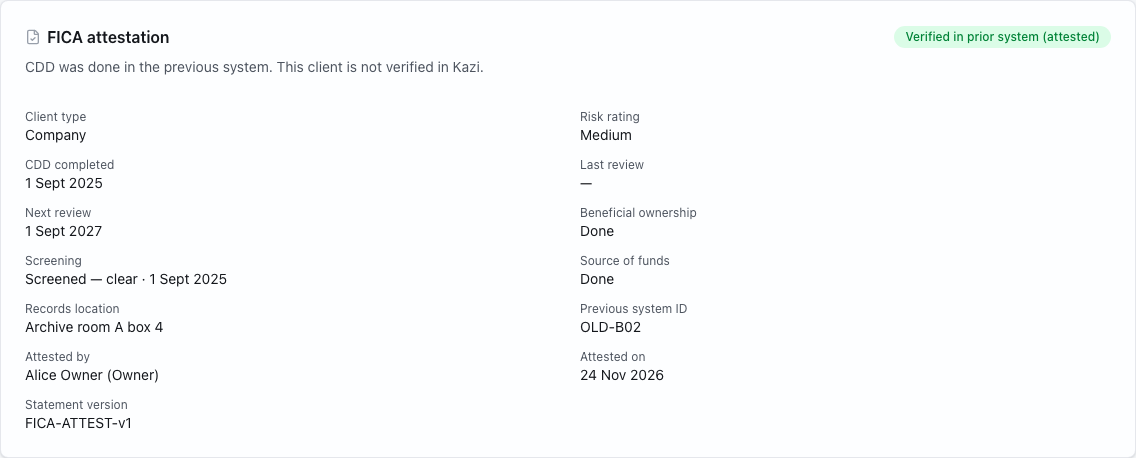 FICA attestation
Verified in prior system (attested)
CDD was done in the previous system. This client is not verified in Kazi.
Client type
Company
Risk rating
Medium
CDD completed
1 Sept 2025
Last review
—
Next review
1 Sept 2027
Beneficial ownership
Done
Screening
Screened — clear · 1 Sept 2025
Source of funds
Done
Records location
Archive room A box 4
Previous system ID
OLD-B02
Attested by
Alice Owner (Owner)
Attested on
24 Nov 2026
Statement version
FICA-ATTEST-v1